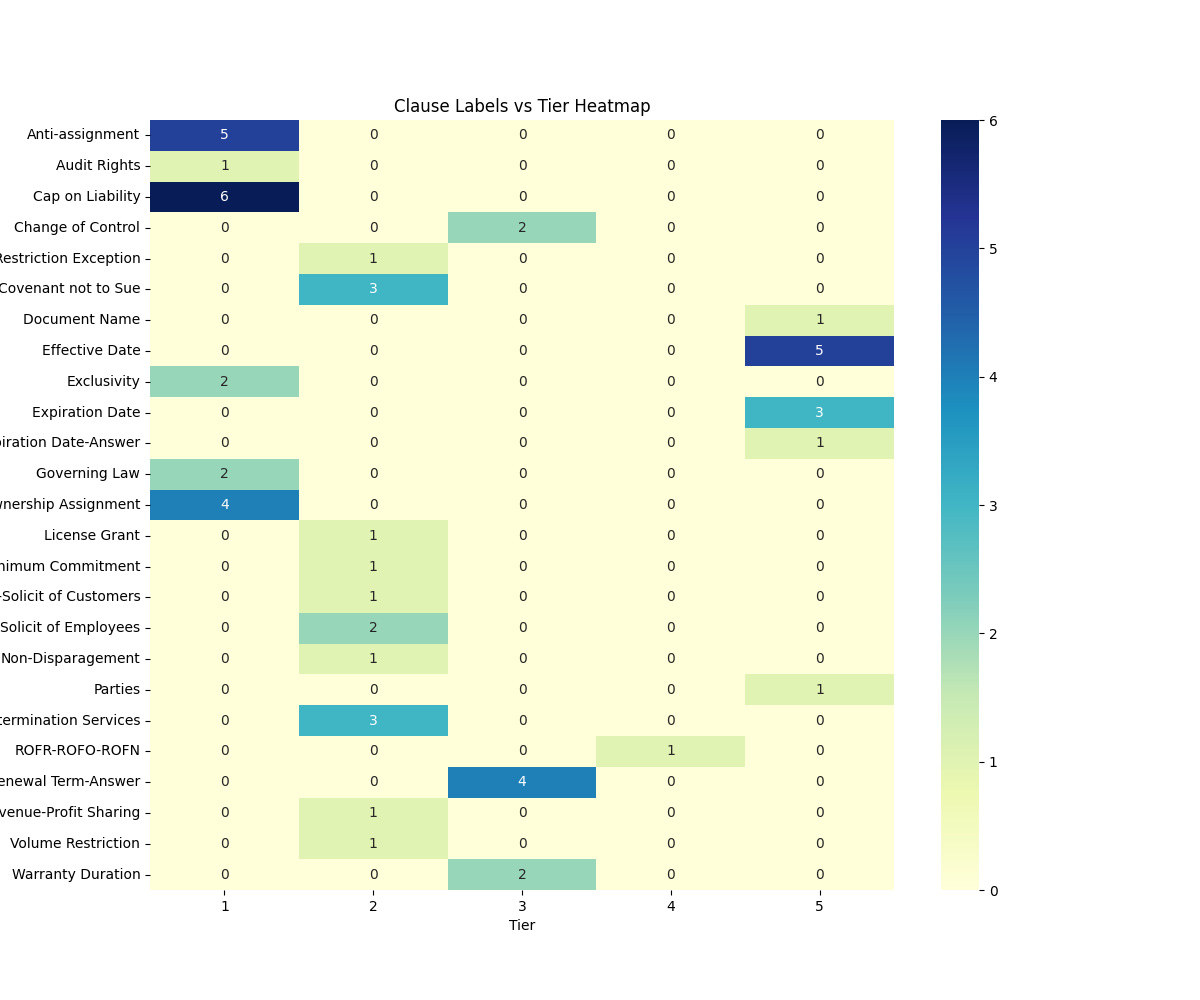 Clause Labels vs Tier Heatmap
Anti-assignment 5 0 0 0 0
Audit Rights 1 0 0 0 0
Cap on Liability 6 0 0 0 0
Change of Control 0 0 2 0 0
Restriction Exception 0 1 0 0 0
Covenant not to Sue 0 3 0 0 0
Document Name 0 0 0 0 1
Effective Date 0 0 0 0 5
Exclusivity 2 0 0 0 0
Expiration Date 0 0 0 0 3
piration Date-Answer 0 0 0 0 1
Governing Law 2 0 0 0 0
wnership Assignment 4 0 0 0 0
License Grant 0 1 0 0 0
nimum Commitment 0 1 0 0 0
-Solicit of Customers 0 1 0 0 0
Solicit of Employees 0 2 0 0 0
Non-Disparagement 0 1 0 0 0
Parties 0 0 0 0 1
termination Services 0 3 0 0 0
ROFR-ROFO-ROFN 0 0 0 1 0
enewal Term-Answer 0 0 4 0 0
venue-Profit Sharing 0 1 0 0 0
Volume Restriction 0 1 0 0 0
Warranty Duration 0 0 2 0 0
1 2 3 4 5
Tier
6
5
4
3
2
1
0